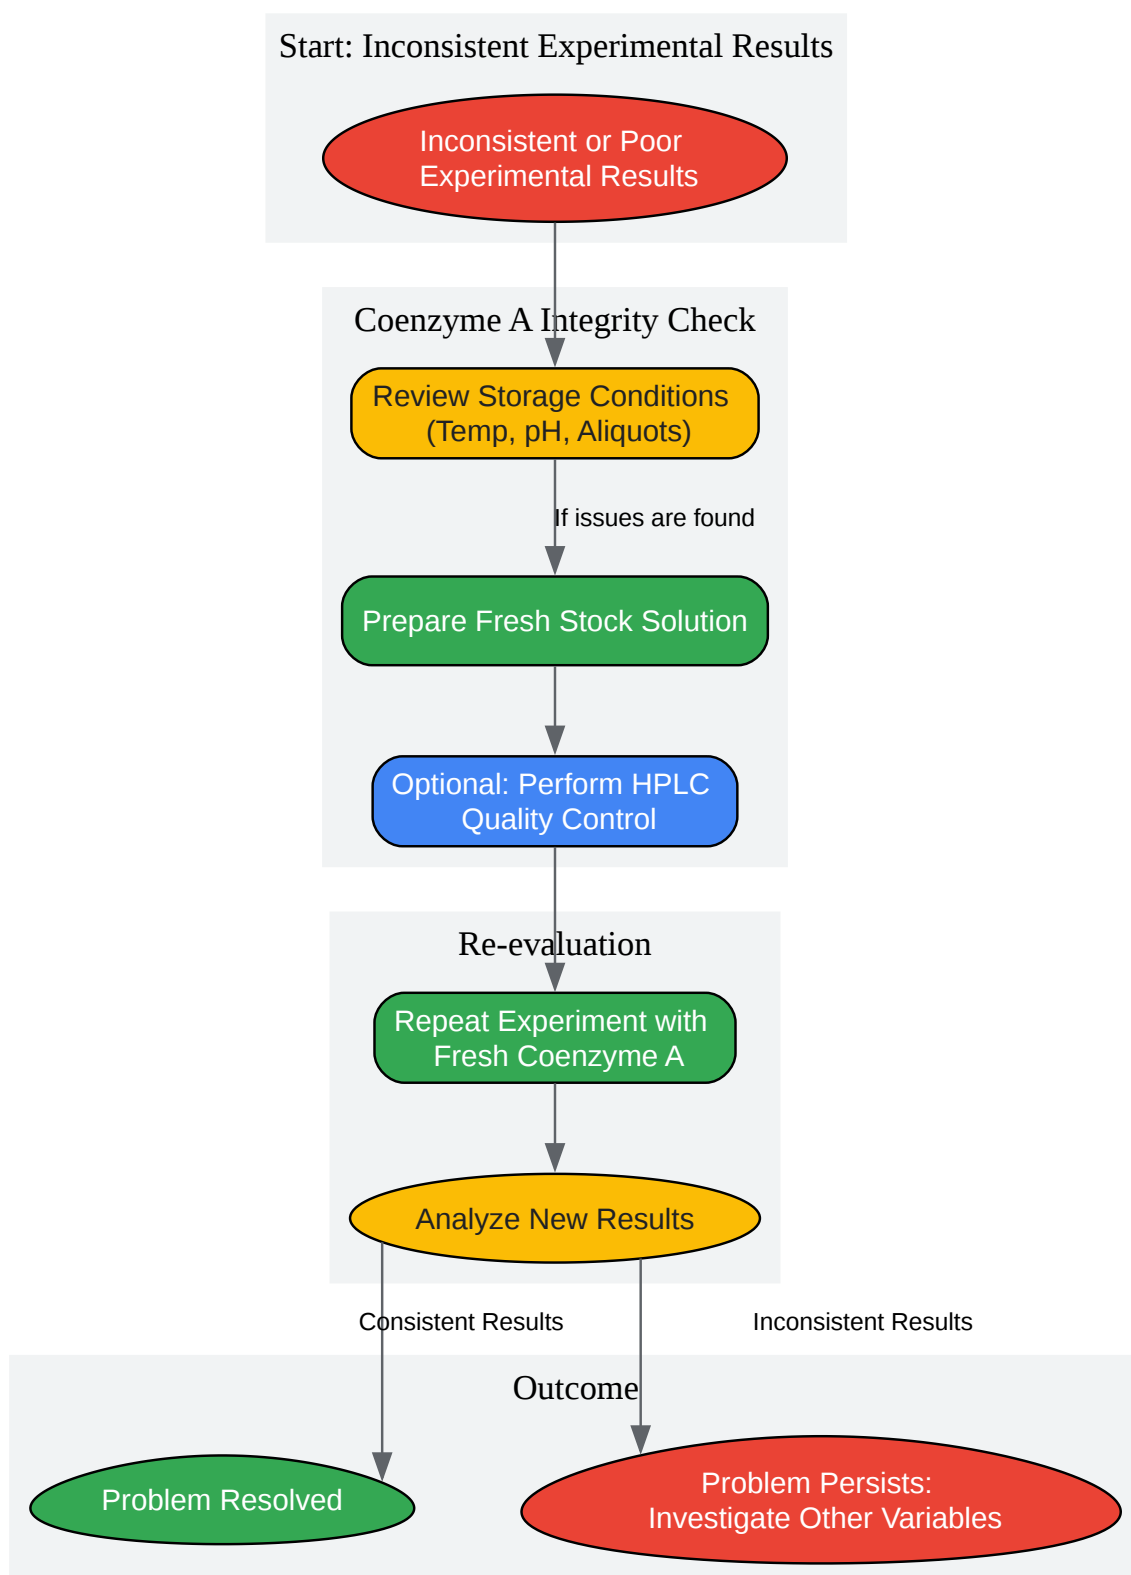 Start: Inconsistent Experimental Results
Inconsistent or Poor
Experimental Results
Coenzyme A Integrity Check
Review Storage Conditions
(Temp, pH, Aliquots)
If issues are found
Prepare Fresh Stock Solution
Optional: Perform HPLC
Quality Control
Re-evaluation
Repeat Experiment with
Fresh Coenzyme A
Analyze New Results
Consistent Results
Inconsistent Results
Outcome
Problem Resolved
Problem Persists:
Investigate Other Variables